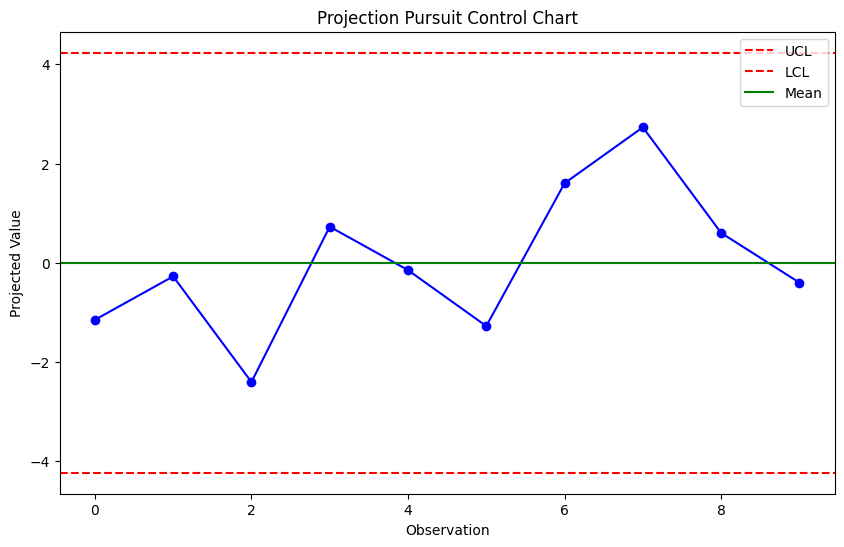 Projection Pursuit Control Chart
UCL
LCL
Mean
Projected Value
4
2
0
−2
−4
0 2 4 6 8
Observation